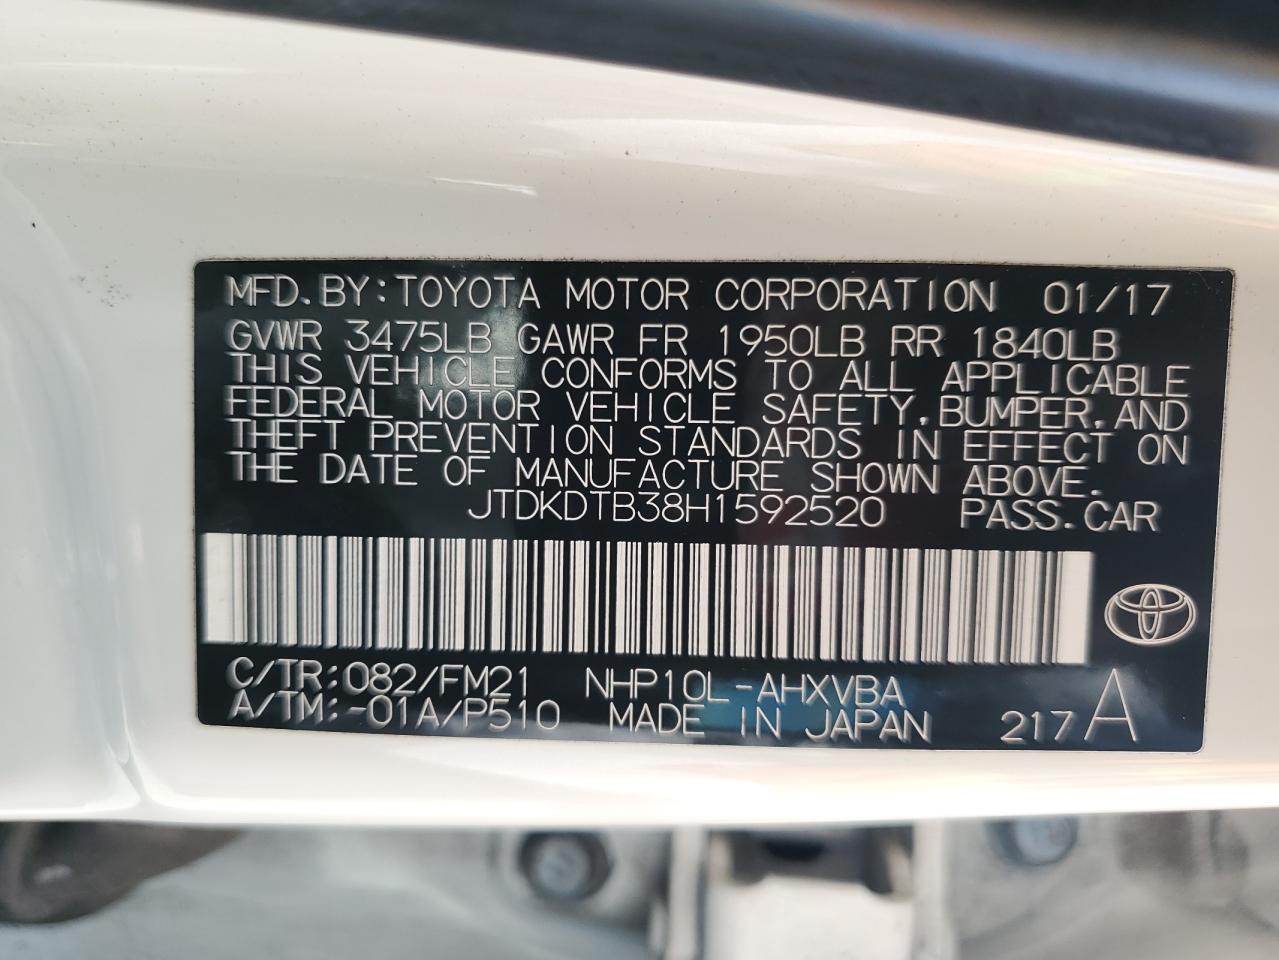 MFD.BY:TOYOTA MOTOR CORPORATION 01/17
GVWR 3475LB GAWR FR 1950LB RR 1840LB
THIS VEHICLE CONFORMS TO ALL APPLICABLE
FEDERAL MOTOR VEHICLE SAFETY,BUMPER,AND
THEFT PREVENTION STANDARDS IN EFFECT ON
THE DATE OF MANUFACTURE SHOWN ABOVE.
JTDKDTB38H1592520 PASS.CAR
C/TR:082/FM21 NHP10L-AHXVBA
A/TM:-01A/P510 MADE IN JAPAN 217A